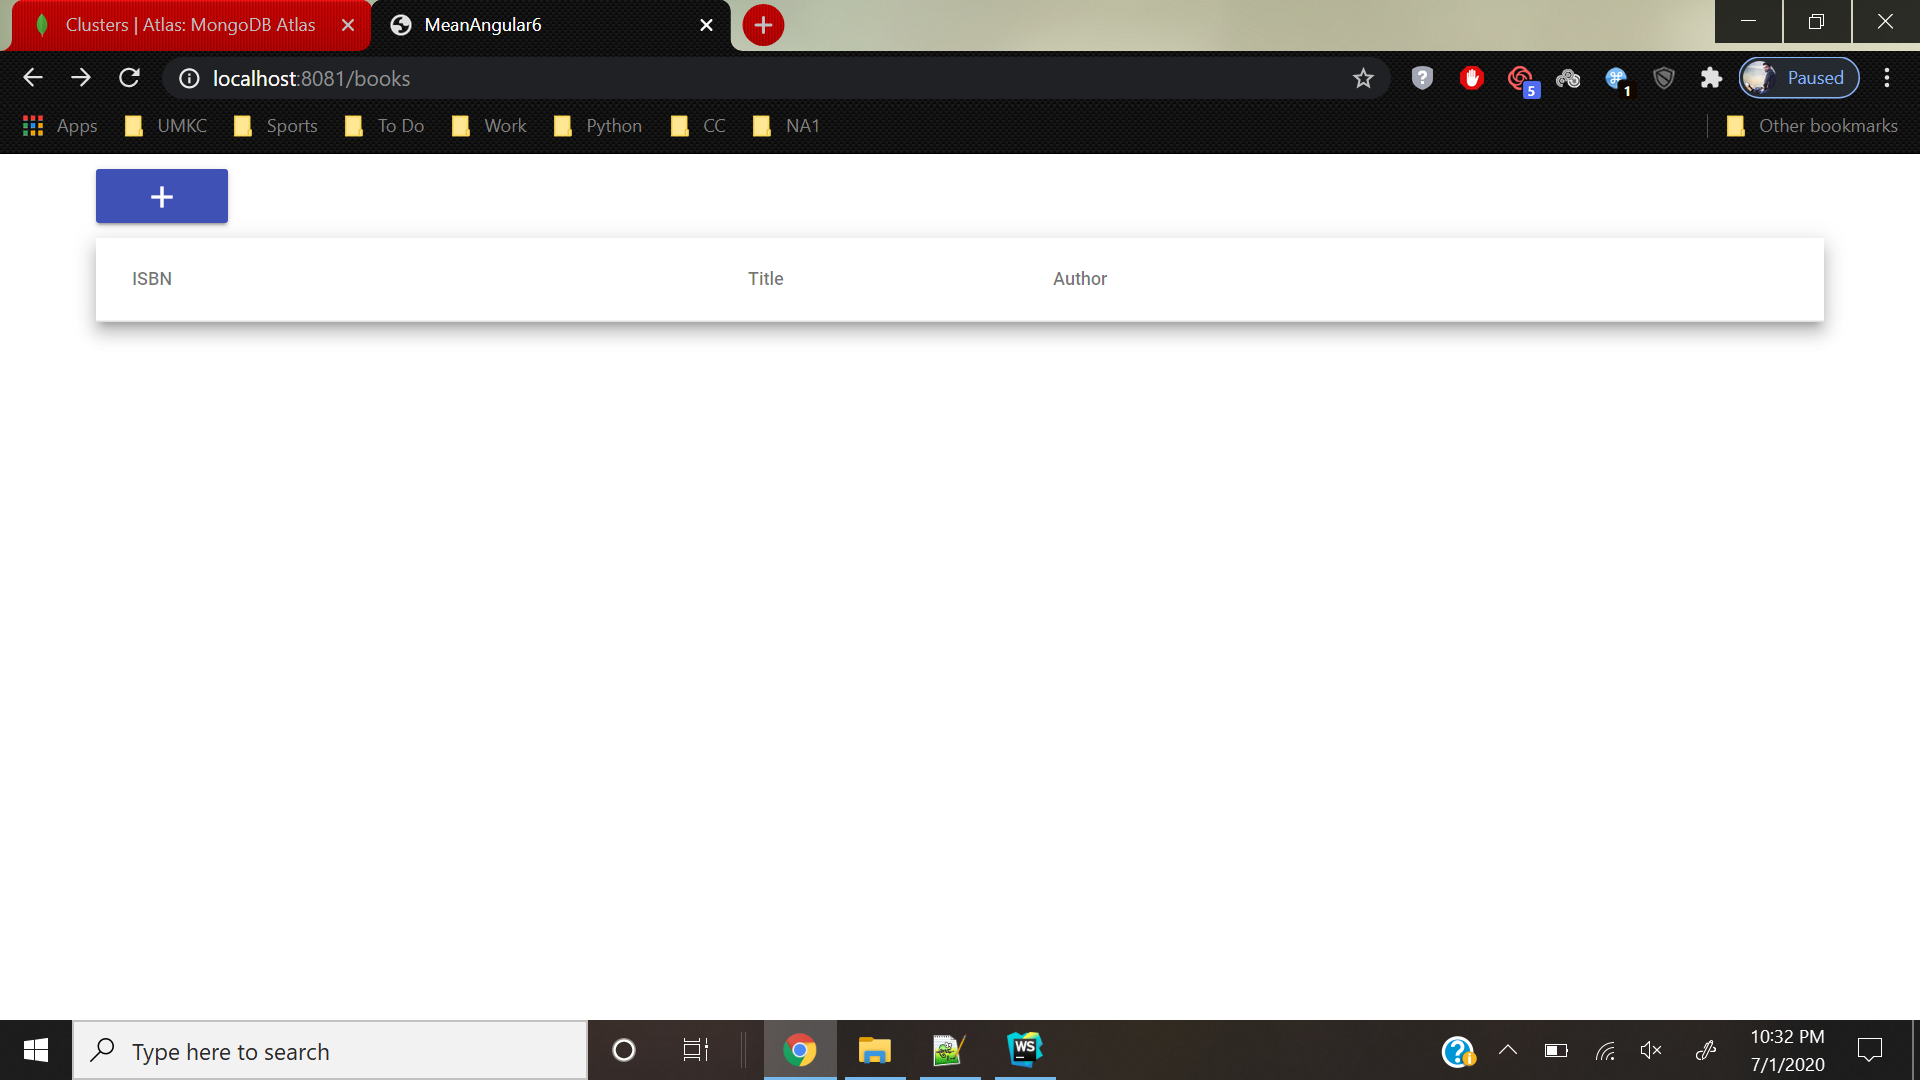 Clusters | Atlas: MongoDB Atlas
MeanAngular6
localhost:8081/books
5
1
Paused
Apps
UMKC
Sports
To Do
Work
Python
CC
NA1
Other bookmarks
+
ISBN Title Author
Type here to search
WS
10:32 PM
7/1/2020